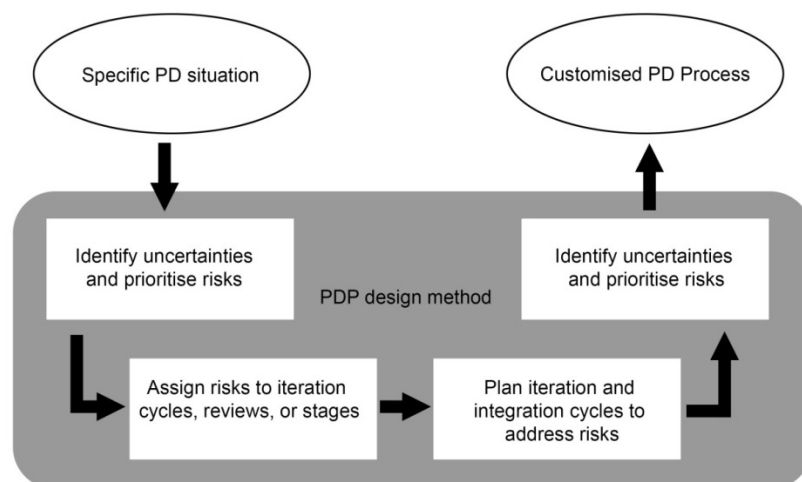 Specific PD situation
Customised PD Process
Identify uncertainties
and prioritise risks
Identify uncertainties
and prioritise risks
PDP design method
Assign risks to iteration
cycles, reviews, or stages
Plan iteration and
integration cycles to
address risks